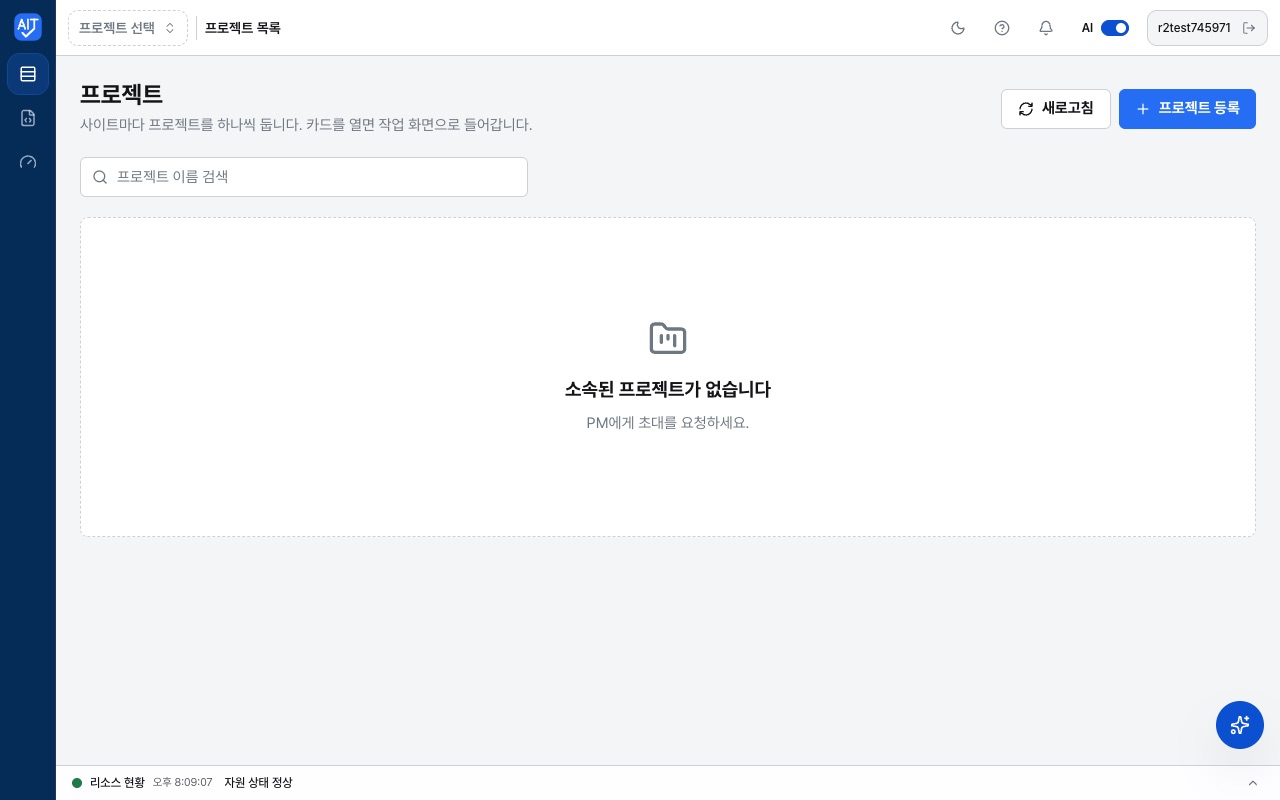 AIT
프로젝트 선택
프로젝트 목록
AI
r2test745971
프로젝트
사이트마다 프로젝트를 하나씩 둡니다. 카드를 열면 작업 화면으로 들어갑니다.
새로고침
프로젝트 등록
프로젝트 이름 검색
소속된 프로젝트가 없습니다
PM에게 초대를 요청하세요.
리소스 현황 오후 8:09:07 자원 상태 정상